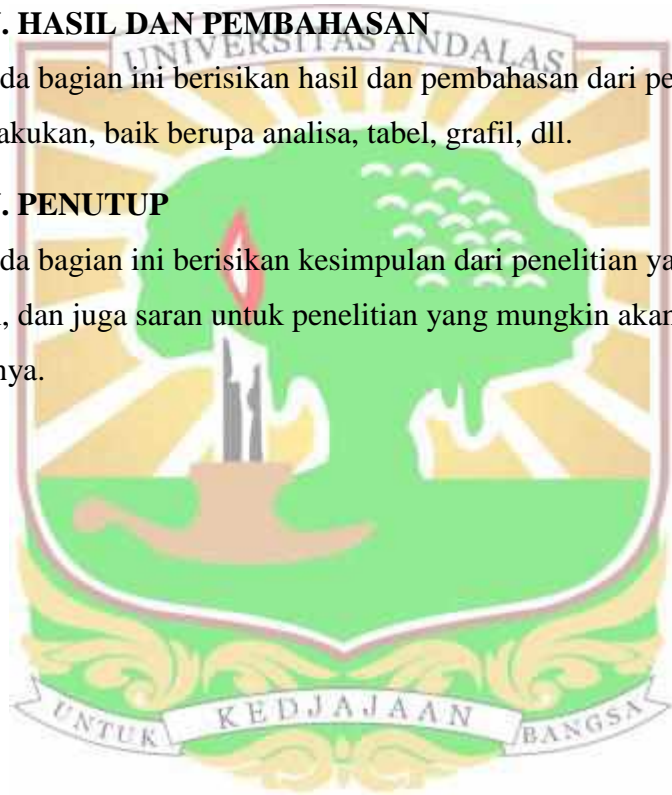 . HASIL DAN PEMBAHASAN
UNIVERSITAS ANDALAS
da bagian ini berisikan hasil dan pembahasan dari pe
akukan, baik berupa analisa, tabel, grafil, dll.
. PENUTUP
da bagian ini berisikan kesimpulan dari penelitian ya
, dan juga saran untuk penelitian yang mungkin akan
nya.
UNTUK KEDJAJAAN BANGSA